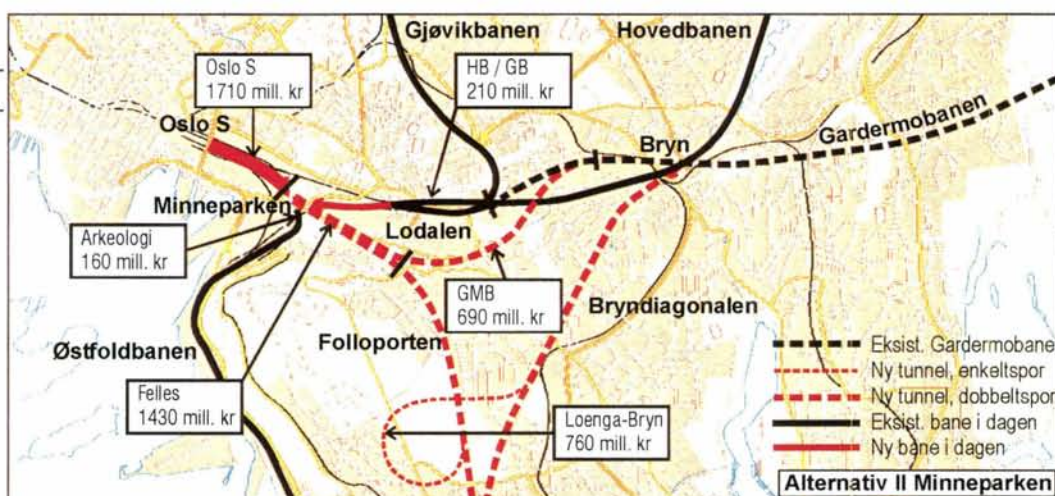 Gjøvikbanen
Hovedbanen
Oslo S
1710 mill. kr
HB / GB
210 mill. kr
Oslo S
Bryn
Gardermobanen
Minneparken
Arkeologi
160 mill. kr
Lodalen
GMB
690 mill. kr
Bryndiagonalen
Østfoldbanen
Folloporten
Felles
1430 mill. kr
Loenga-Bryn
760 mill. kr
Eksist. Gardermobane
Ny tunnel, enkeltspor
Ny tunnel, dobbeltspor
Eksist. bane i dagen
Ny bane i dagen
Alternativ II Minneparken